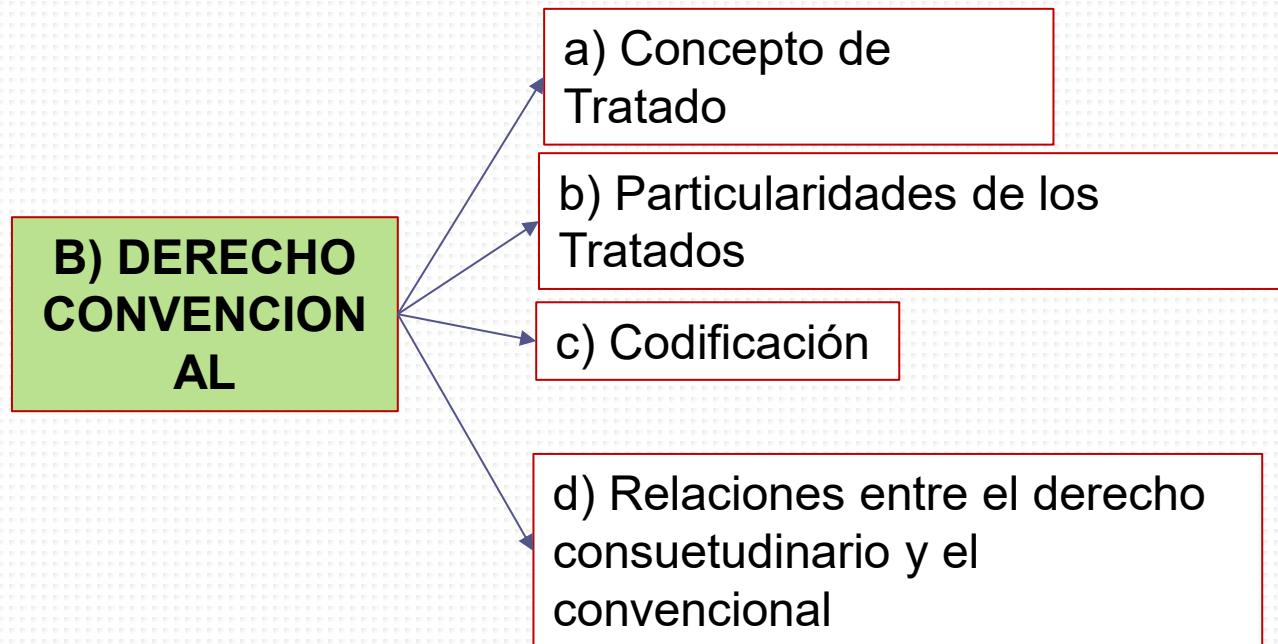 a) Concepto de
Tratado
b) Particularidades de los
Tratados
B) DERECHO
CONVENCION
AL
c) Codificación
d) Relaciones entre el derecho
consuetudinario y el
convencional